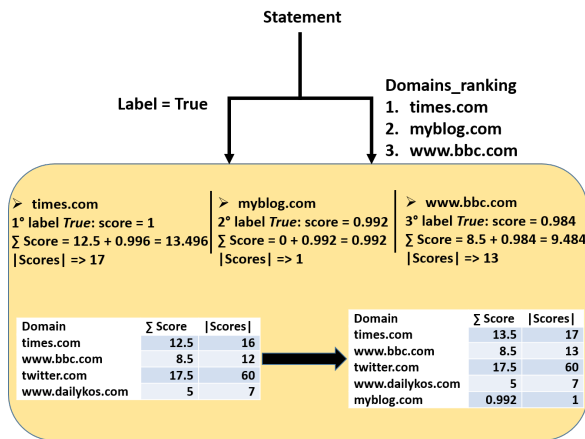 Statement
Label = True
Domains_ranking
1. times.com
2. myblog.com
3. www.bbc.com
➢ times.com
1° label True: score = 1
∑ Score = 12.5 + 0.996 = 13.496
|Scores| => 17
➢ myblog.com
2° label True: score = 0.992
∑ Score = 0 + 0.992 = 0.992
|Scores| => 1
➢ www.bbc.com
3° label True: score = 0.984
∑ Score = 8.5 + 0.984 = 9.484
|Scores| => 13
Domain ∑ Score |Scores|
times.com 12.5 16
www.bbc.com 8.5 12
twitter.com 17.5 60
www.dailykos.com 5 7
Domain ∑ Score |Scores|
times.com 13.5 17
www.bbc.com 8.5 13
twitter.com 17.5 60
www.dailykos.com 5 7
myblog.com 0.992 1